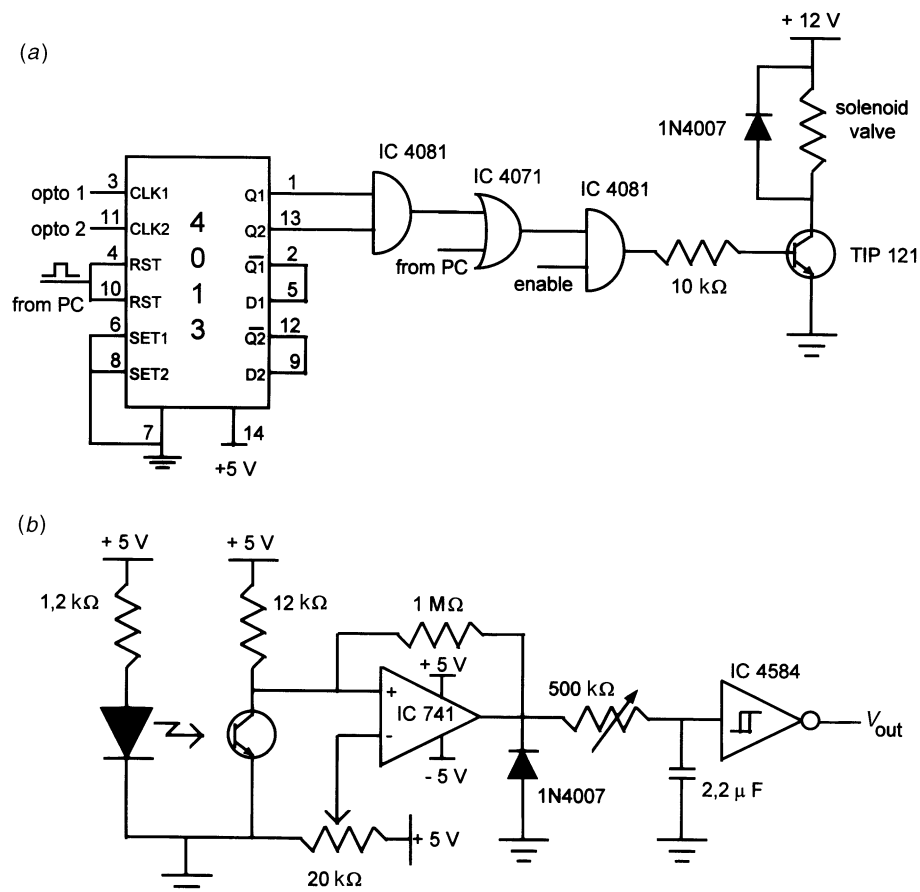 (a)
+ 12 V
1N4007
solenoid
valve
IC 4081
IC 4071
IC 4081
opto 1
3
CLK1
Q1
1
opto 2
11
CLK2
Q2
13
4
RST
Q1
2
from PC
10
RST
D1
5
6
SET1
Q2
12
8
SET2
D2
9
4
0
1
3
from PC
enable
10 kΩ
TIP 121
7
14
+5 V
(b)
+ 5 V
+ 5 V
1,2 kΩ
12 kΩ
1 MΩ
+ 5 V
+
IC 741
-
- 5 V
500 kΩ
IC 4584
Vout
1N4007
2,2 μ F
+ 5 V
20 kΩ